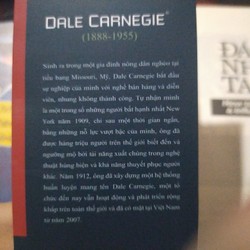 DALE CARNEGIE
(1888-1955)
Sinh ra trong một gia đình nông dân nghèo tại
tiểu bang Missouri, Mỹ, Dale Carnegie bắt đầu
sự nghiệp của mình với nghề bán hàng và diễn
viên, nhưng không thành công. Tự nhận mình
là một trong số những người bất hạnh nhất New
York năm 1909, chỉ sau một thời gian ngắn,
bằng những nỗ lực vượt bậc của mình, ông đã
được hàng triệu người trên thế giới biết đến và
ngưỡng mộ bởi tài năng xuất chúng trong nghệ
thuật bán hàng và khả năng thuyết phục người
khác. Năm 1912, ông đã xây dựng một hệ thống
huấn luyện mang tên Dale Carnegie, một tổ
chức đến nay vẫn hoạt động và phát triển rộng
khắp trên toàn thế giới và đã có mặt tại Việt Nam
từ năm 2007.